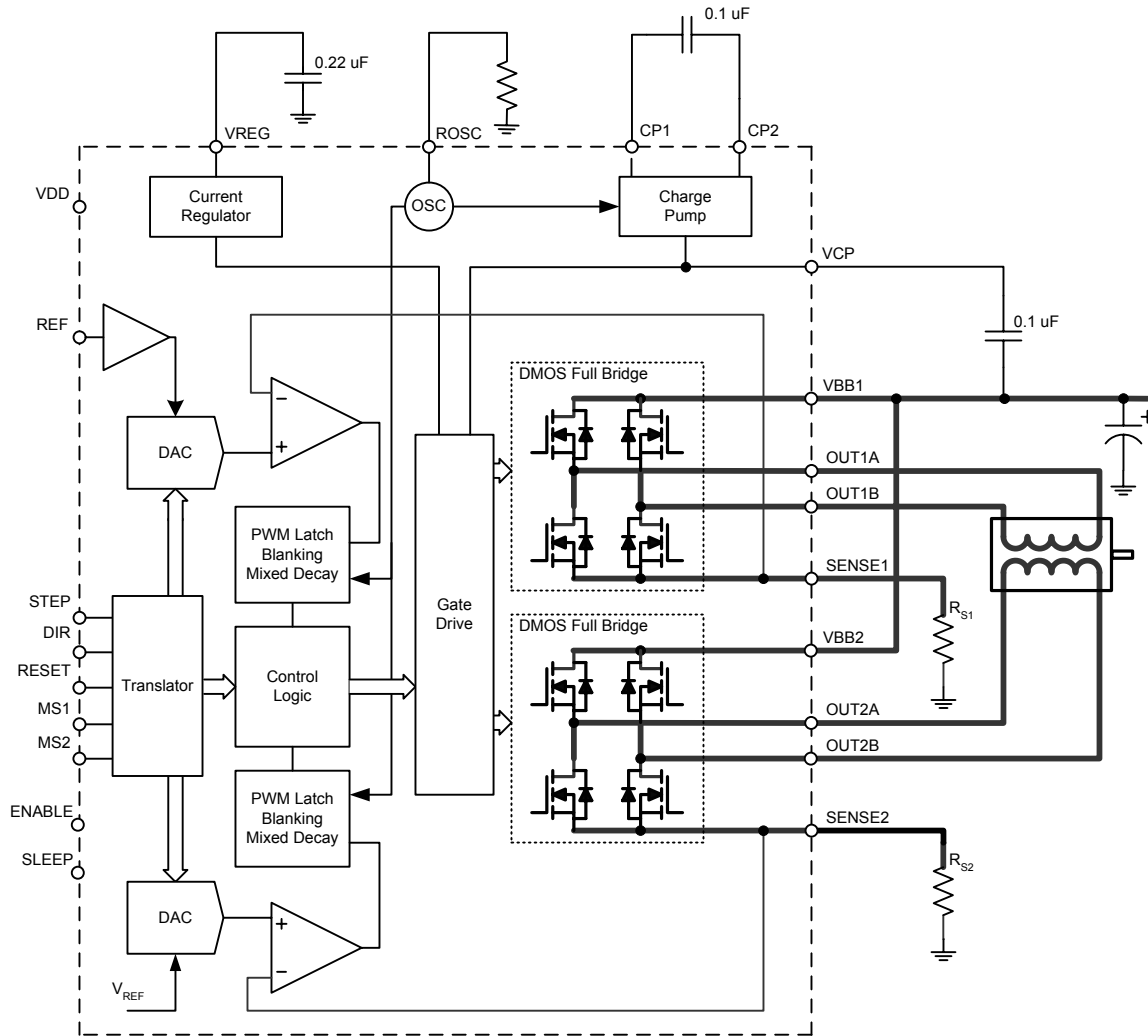 0.1 uF
0.22 uF
VREG
ROSC
CP1
CP2
VDD
Current
Regulator
OSC
Charge
Pump
VCP
REF
0.1 uF
DMOS Full Bridge
VBB1
−
+
+
DAC
OUT1A
OUT1B
PWM Latch
Blanking
Mixed Decay
SENSE1
STEP
DIR
RESET
MS1
MS2
Translator
Control
Logic
Gate
Drive
DMOS Full Bridge
RS1
VBB2
OUT2A
OUT2B
PWM Latch
Blanking
Mixed Decay
ENABLE
SLEEP
SENSE2
RS2
DAC
+
−
VREF